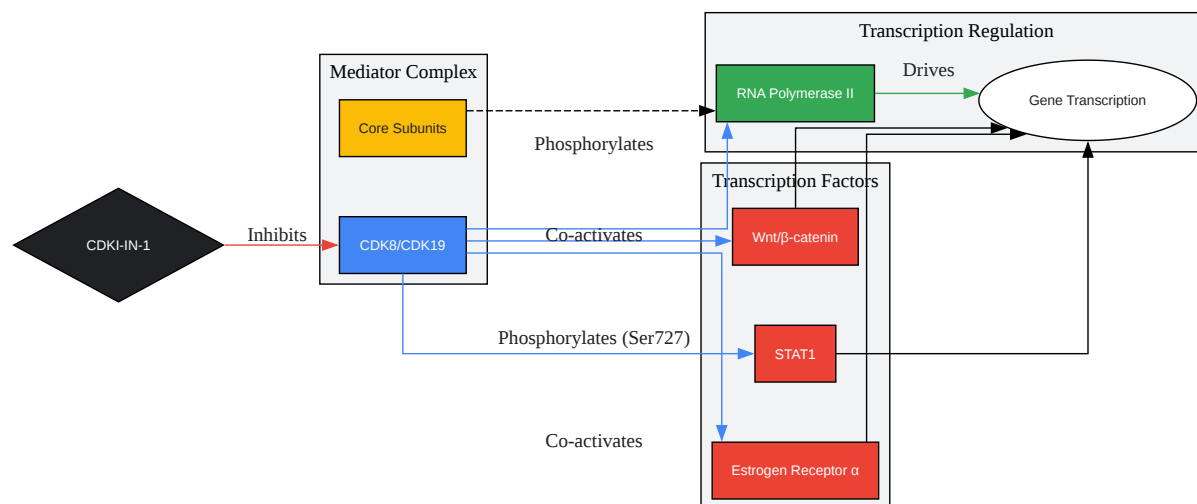 Transcription Regulation
Mediator Complex
Drives
RNA Polymerase II
Gene Transcription
Core Subunits
Phosphorylates
Transcription Factors
CDKI-IN-1
Inhibits
CDK8/CDK19
Co-activates
Wnt/β-catenin
Phosphorylates (Ser727)
STAT1
Co-activates
Estrogen Receptor α